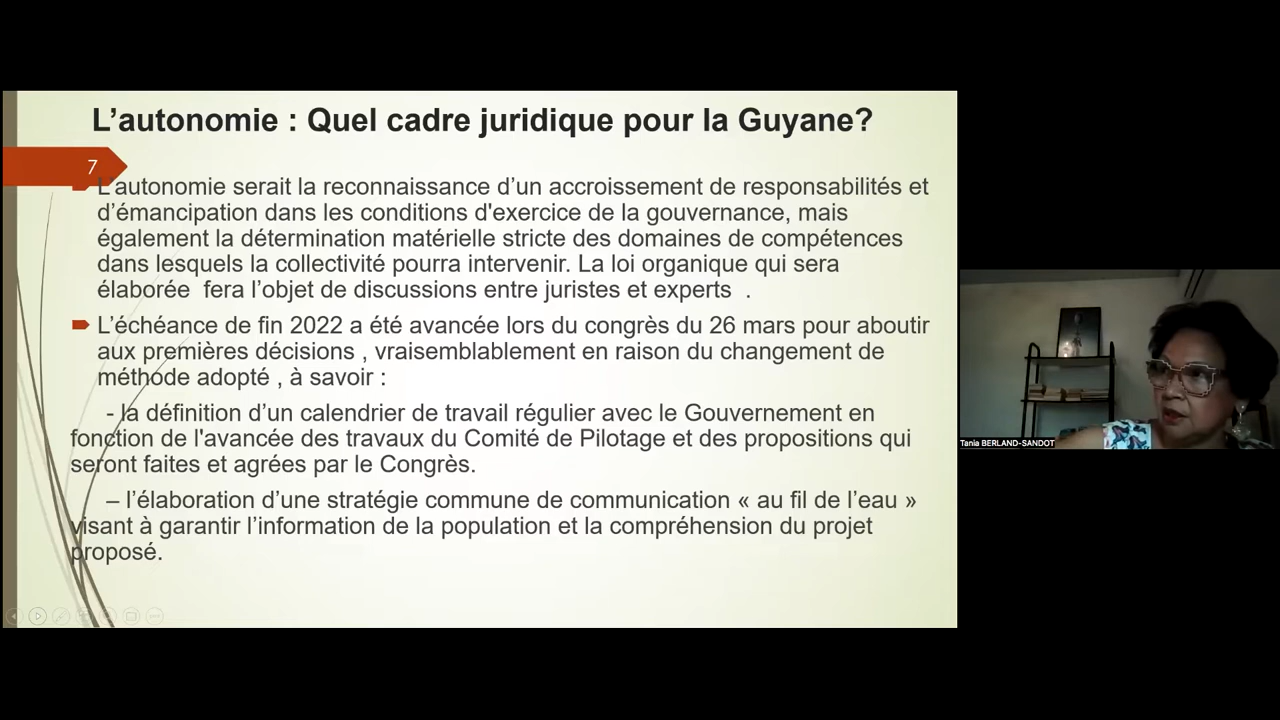 L’autonomie : Quel cadre juridique pour la Guyane?
7
L’autonomie serait la reconnaissance d’un accroissement de responsabilités et
d’émancipation dans les conditions d'exercice de la gouvernance, mais
également la détermination matérielle stricte des domaines de compétences
dans lesquels la collectivité pourra intervenir. La loi organique qui sera
élaborée  fera l’objet de discussions entre juristes et experts  .
L’échéance de fin 2022 a été avancée lors du congrès du 26 mars pour aboutir
aux premières décisions , vraisemblablement en raison du changement de
méthode adopté , à savoir :
- la définition d’un calendrier de travail régulier avec le Gouvernement en
fonction de l'avancée des travaux du Comité de Pilotage et des propositions qui
seront faites et agrées par le Congrès.
– l’élaboration d’une stratégie commune de communication « au fil de l’eau »
visant à garantir l’information de la population et la compréhension du projet
proposé.
Tania BERLAND-SANDOT